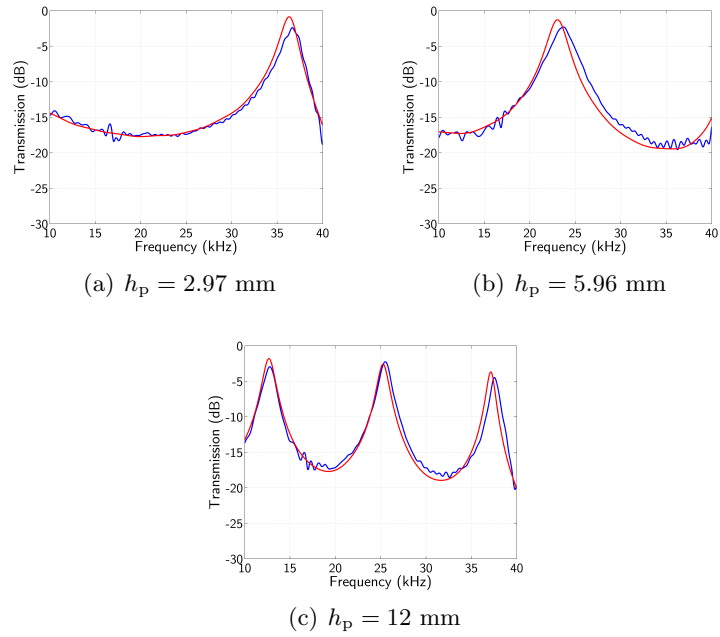 0
-5
-10
-15
-20
-25
-30
Transmission (dB)
10 15 20 25 30 35 40
Frequency (kHz)
(a) hp = 2.97 mm
0
-5
-10
-15
-20
-25
-30
Transmission (dB)
10 15 20 25 30 35 40
Frequency (kHz)
(b) hp = 5.96 mm
0
-5
-10
-15
-20
-25
-30
Transmission (dB)
10 15 20 25 30 35 40
Frequency (kHz)
(c) hp = 12 mm